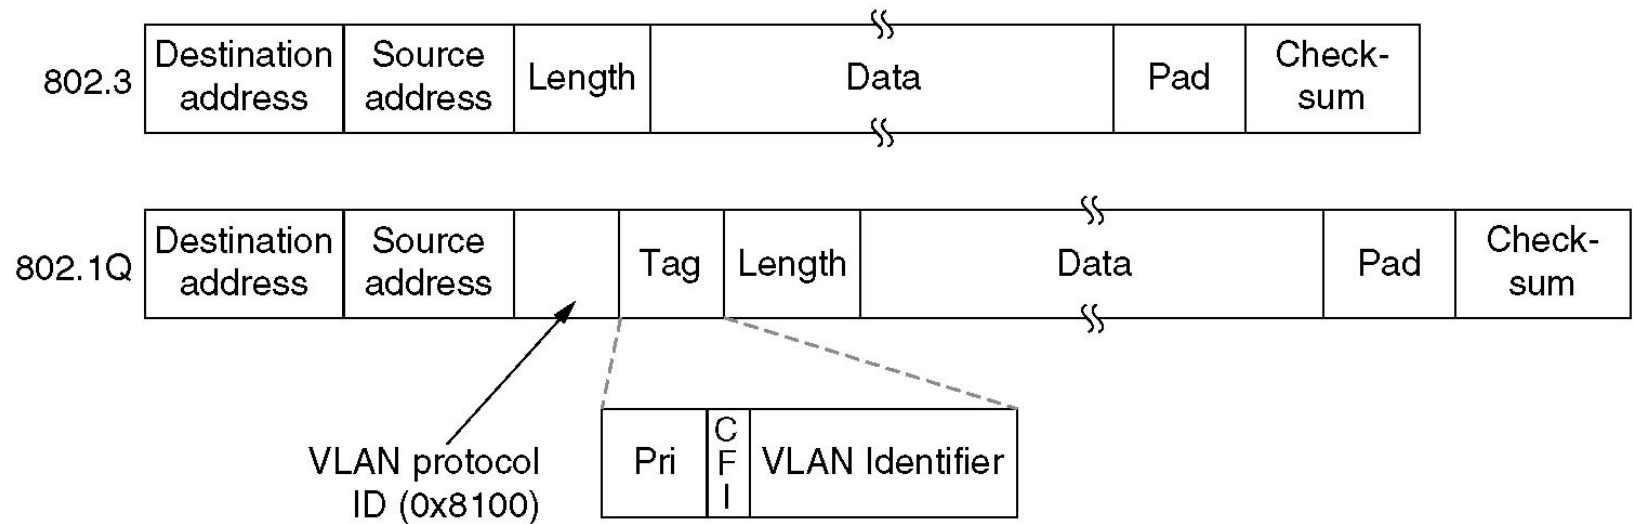 802.3
Destination
address
Source
address
Length
Data
Pad
Check-
sum
802.1Q
Destination
address
Source
address
Tag
Length
Data
Pad
Check-
sum
VLAN protocol
ID (0x8100)
Pri
C
F
I
VLAN Identifier